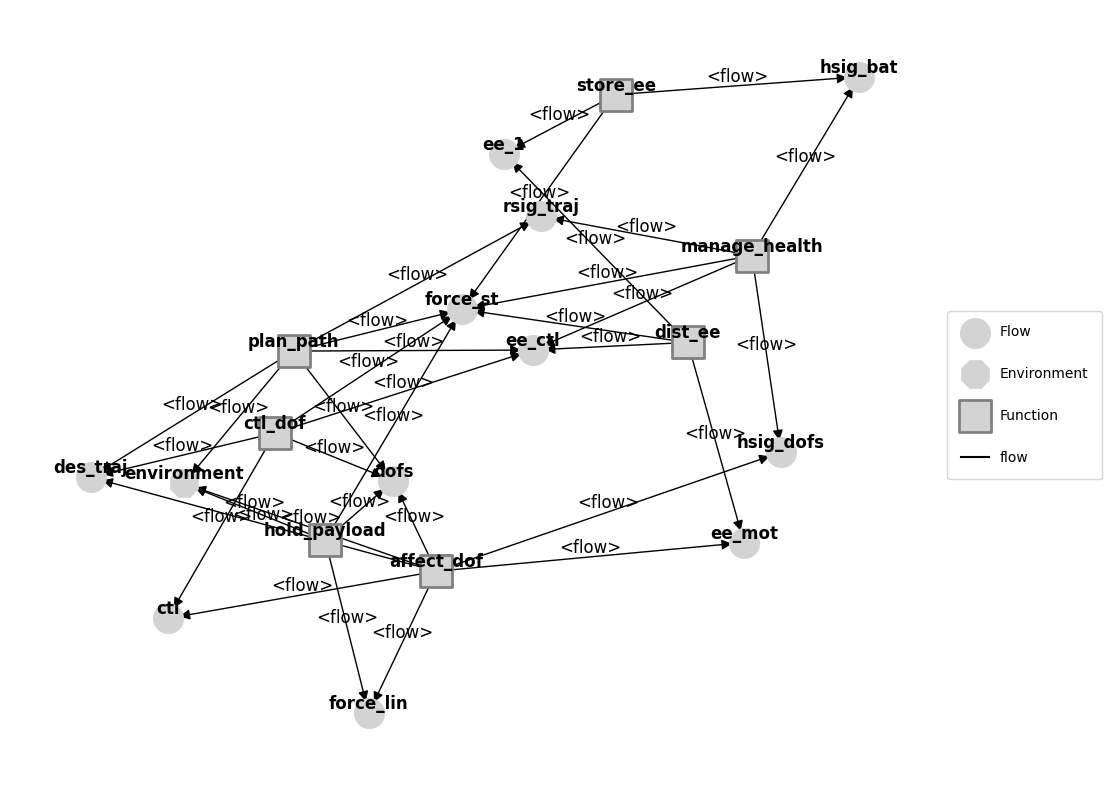 hsig_bat
<flow>
store_ee
<flow>
ee_1
<flow>
<flow>
rsig_traj
<flow>
<flow>
manage_health
<flow>
<flow>
<flow>
force_st
<flow>
<flow>
<flow>
dist_ee
plan_path
<flow>
ee_ctl
<flow>
<flow>
<flow>
<flow>
<flow>
<flow>
<flow>
<flow>
ctl_dof
<flow>
<flow>
<flow>
hsig_dofs
des_traj
environment
dofs
<flow>
<flow>
<flow>
<flow>
<flow>
<flow>
<flow>
hold_payload
ee_mot
<flow>
affect_dof
<flow>
ctl
<flow>
<flow>
force_lin
Flow
Environment
Function
flow